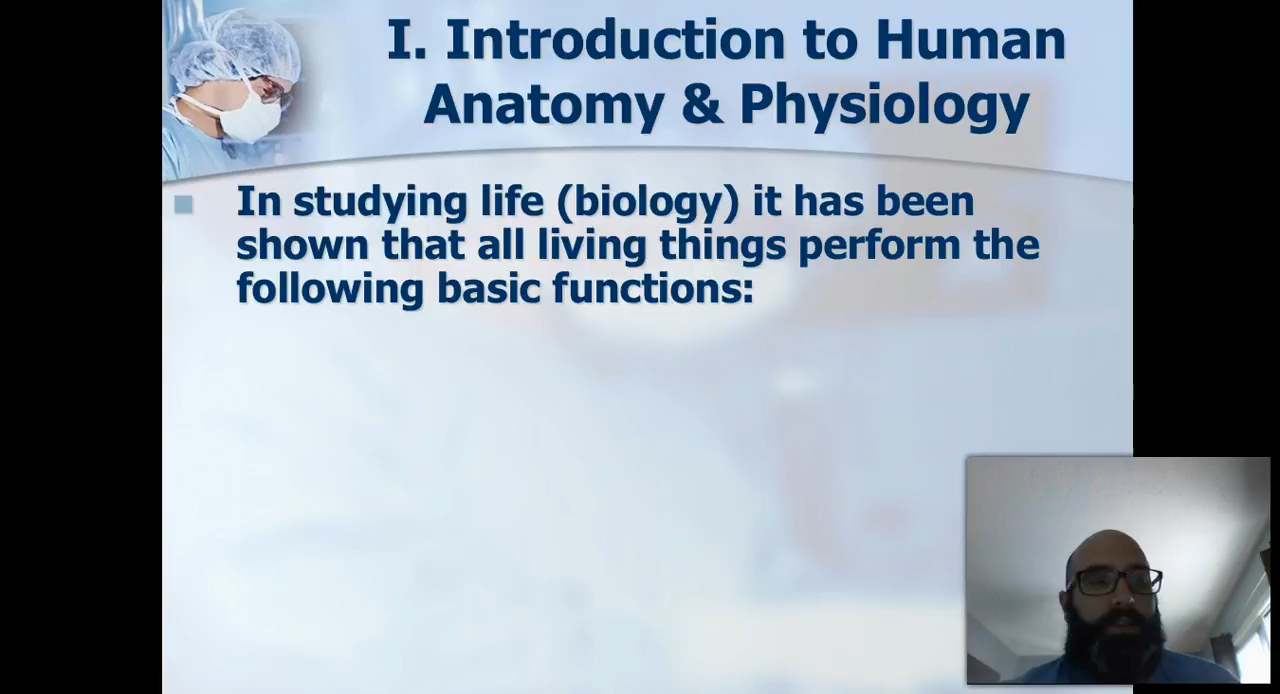 I. Introduction to Human
Anatomy & Physiology
In studying life (biology) it has been
shown that all living things perform the
following basic functions: